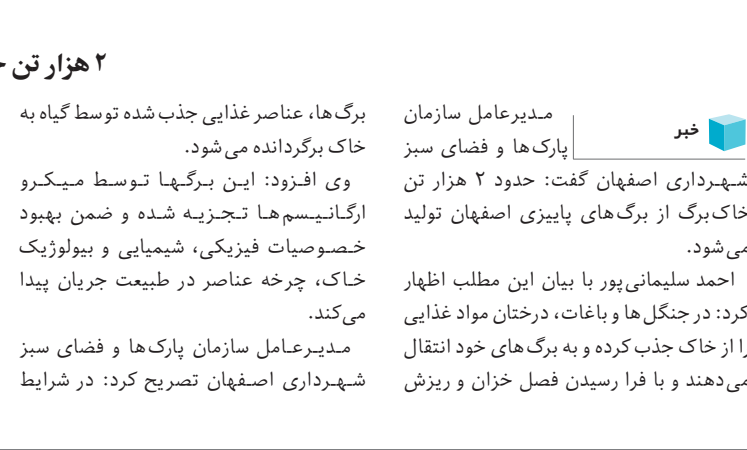 ۲ هزار تن
خبر
مـدیرعامل سازمان
پارک‌ها و فضای سبز
شـهـرداری اصفهان گفت: حدود ۲ هزار تن
خاک‌برگ از برگ‌های پاییزی اصفهان تولید
می‌شود.
احمد سلیمانی‌پور با بیان این مطلب اظهار
کرد: در جنگل‌ها و باغات، درختان مواد غذایی
را از خاک جذب کرده و به برگ‌های خود انتقال
می‌دهند و با فرا رسیدن فصل خزان و ریزش
برگ‌ها، عناصر غذایی جذب شده توسط گیاه به
خاک برگردانده می‌شود.
وی افـزود: ایـن بـرگـهـا تـوسـط مـیـکـرو
ارگـانـیـسم‌هـا تـجـزیـه شـده و ضمن بهبود
خـصـوصیات فیزیکی، شیمیایی و بیولوژیک
خـاک، چرخه عناصر در طبیعت جریان پیدا
می‌کند.
مـدیـرعـامل سازمان پارک‌ها و فضای سبز
شـهـرداری اصـفهان تصریح کرد: در شرایط